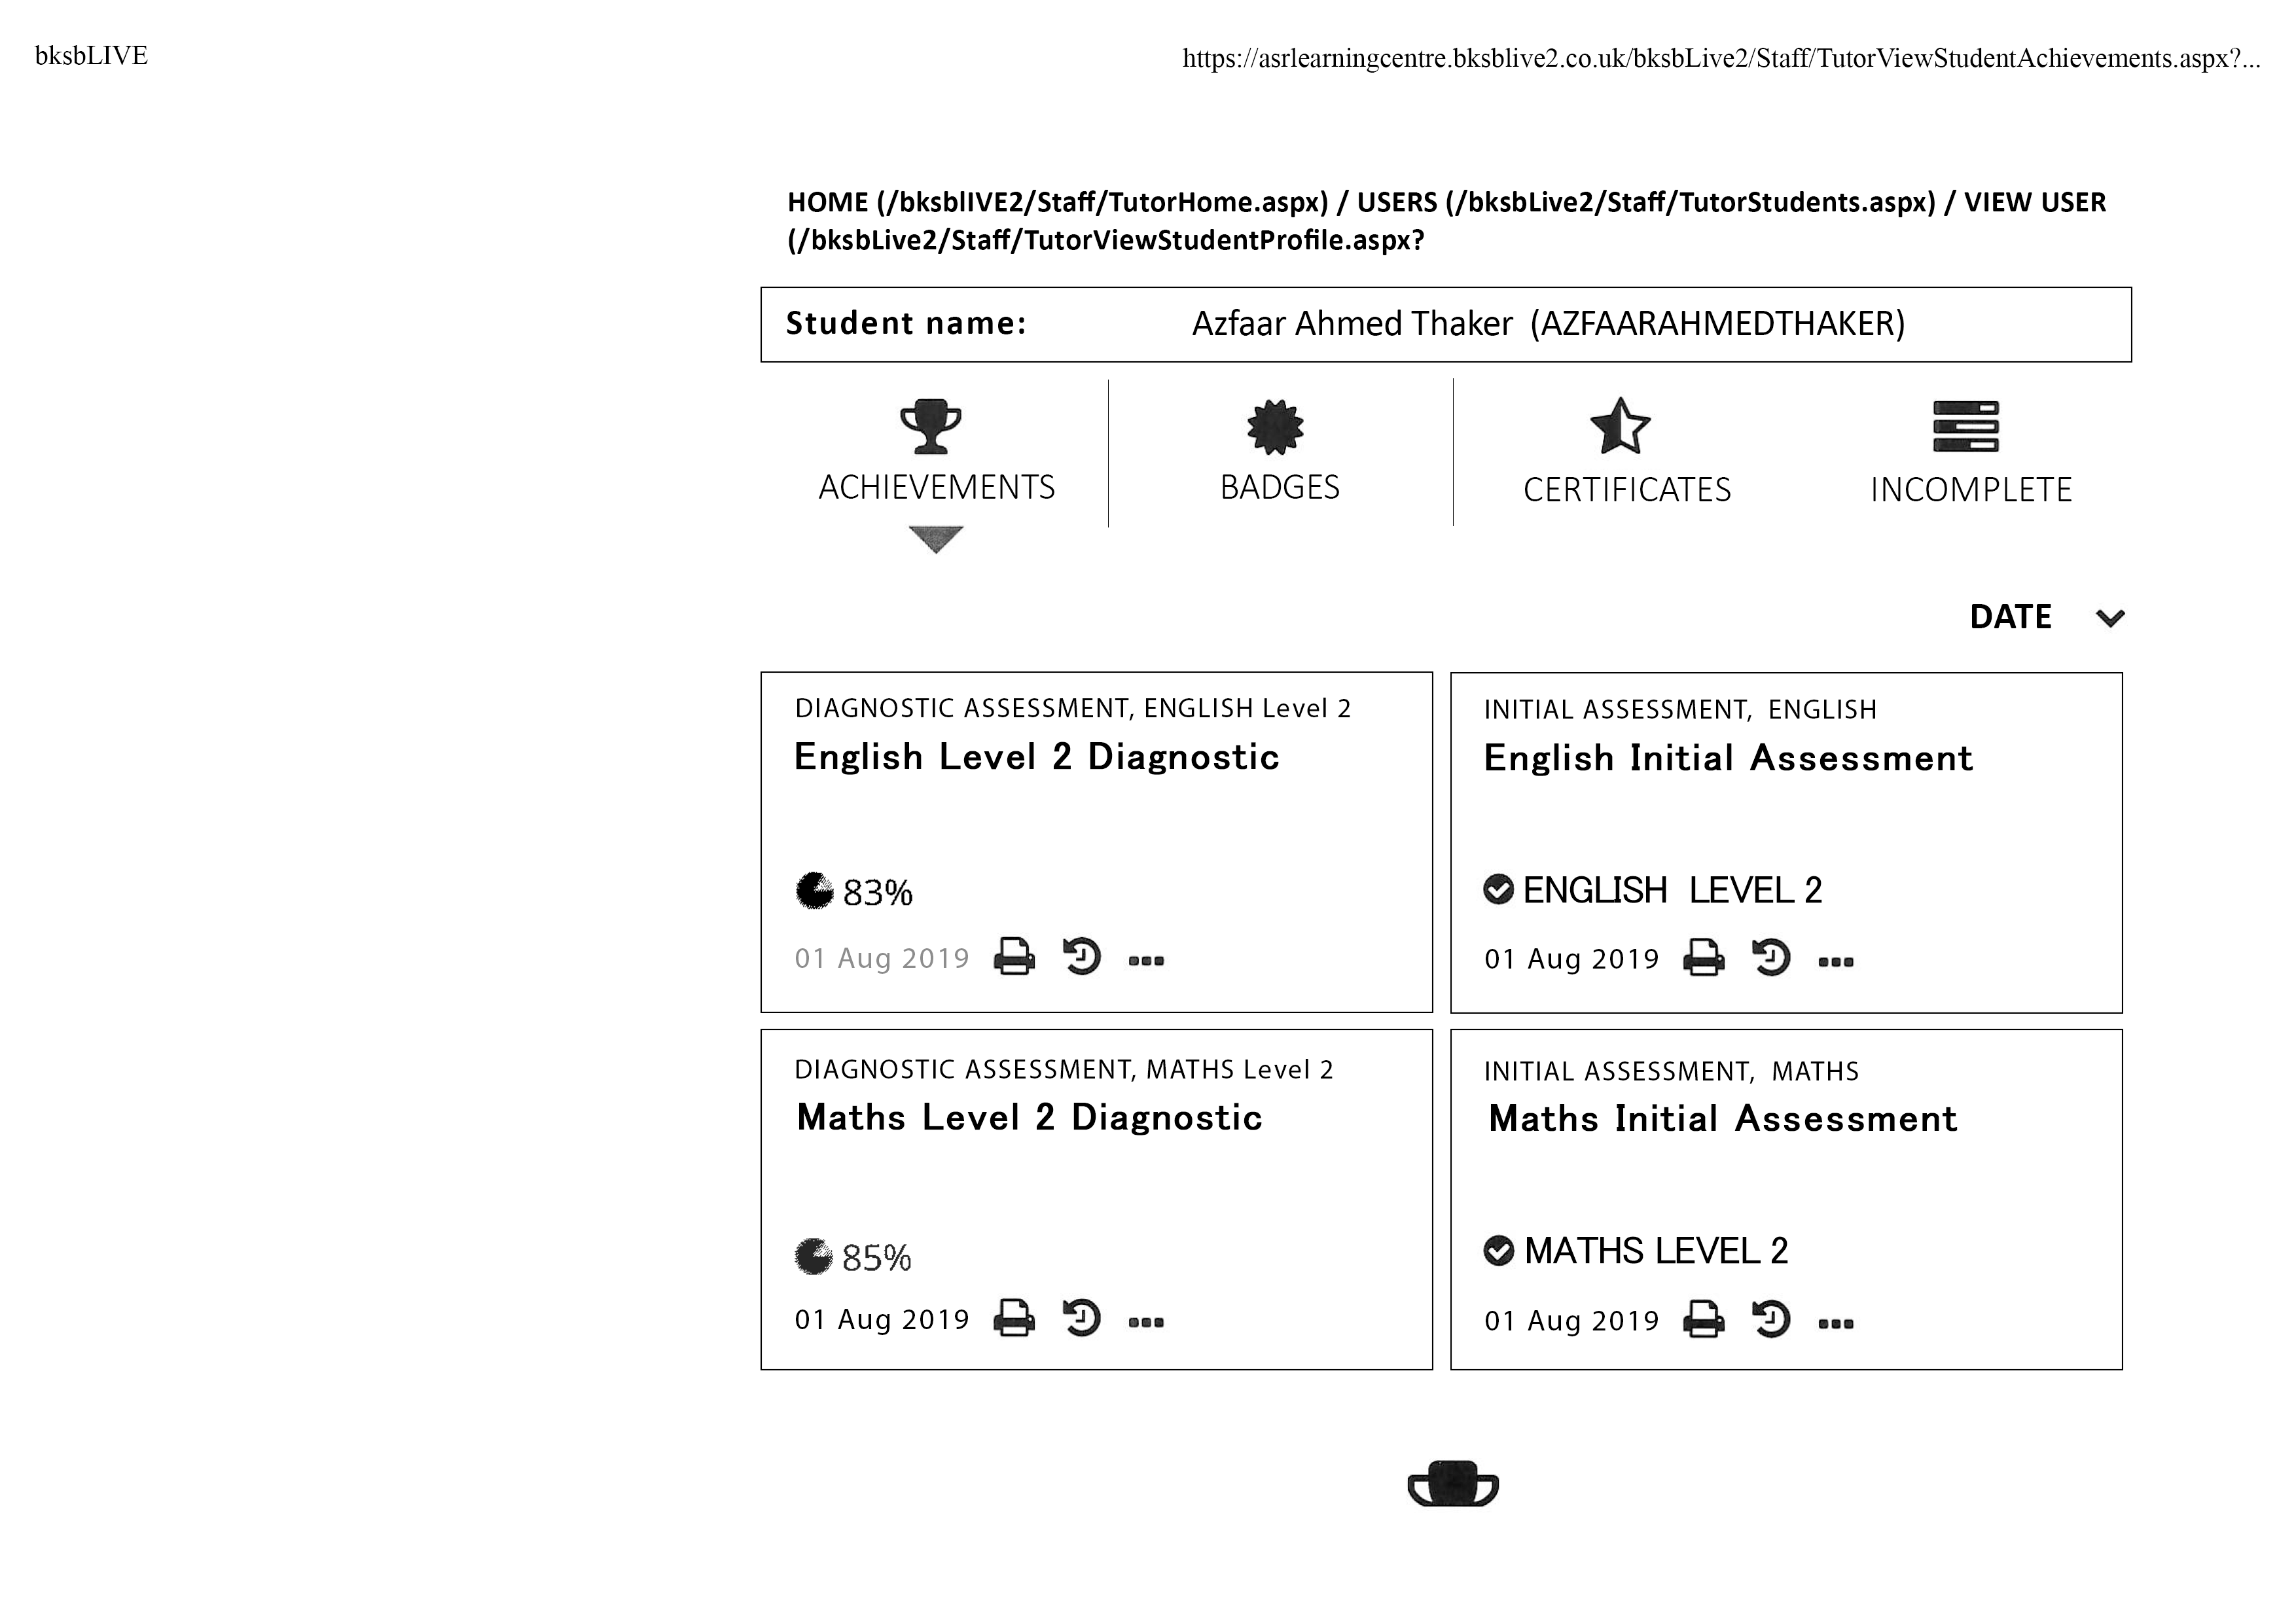 bksbLIVE
https://asrlearningcentre.bksblive2.co.uk/bksbLive2/Staff/TutorViewStudentAchievements.aspx?...
HOME (/bksblIVE2/Staff/TutorHome.aspx) / USERS (/bksbLive2/Staff/TutorStudents.aspx) / VIEW USER
(/bksbLive2/Staff/TutorViewStudentProfile.aspx?
Student name: Azfaar Ahmed Thaker (AZFAARAHMEDTHAKER)
ACHIEVEMENTS BADGES CERTIFICATES INCOMPLETE
DATE
DIAGNOSTIC ASSESSMENT, ENGLISH Level 2
English Level 2 Diagnostic
83%
01 Aug 2019 ...
INITIAL ASSESSMENT, ENGLISH
English Initial Assessment
ENGLISH LEVEL 2
01 Aug 2019 ...
DIAGNOSTIC ASSESSMENT, MATHS Level 2
Maths Level 2 Diagnostic
85%
01 Aug 2019 ...
INITIAL ASSESSMENT, MATHS
Maths Initial Assessment
MATHS LEVEL 2
01 Aug 2019 ...